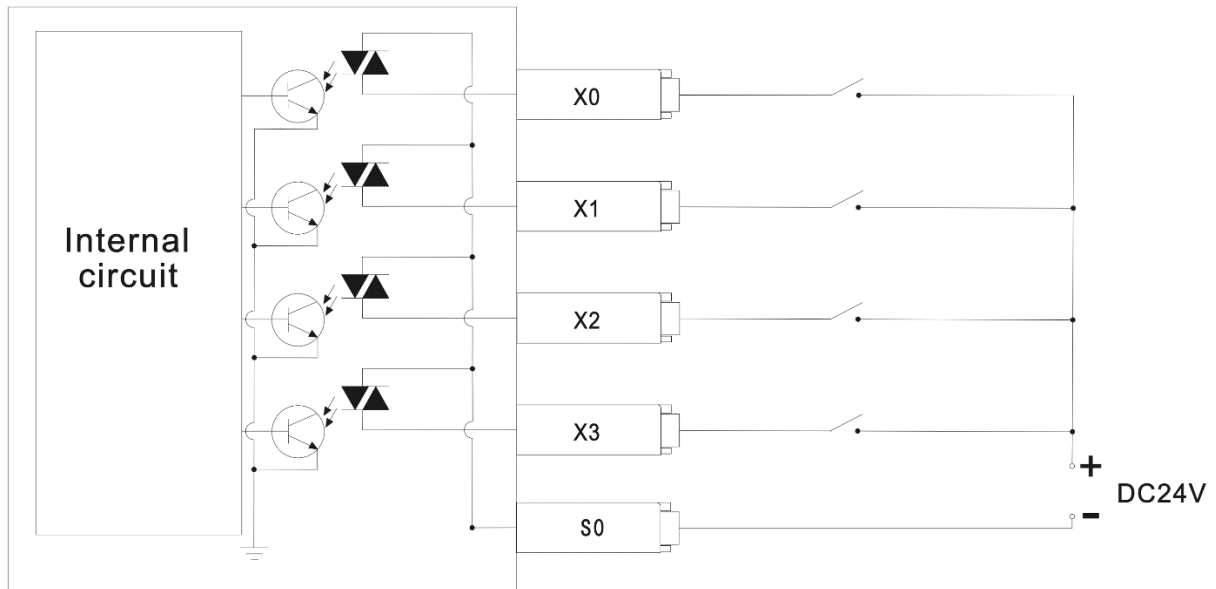 Internal
circuit
X0
X1
X2
X3
S0
+
DC24V
-